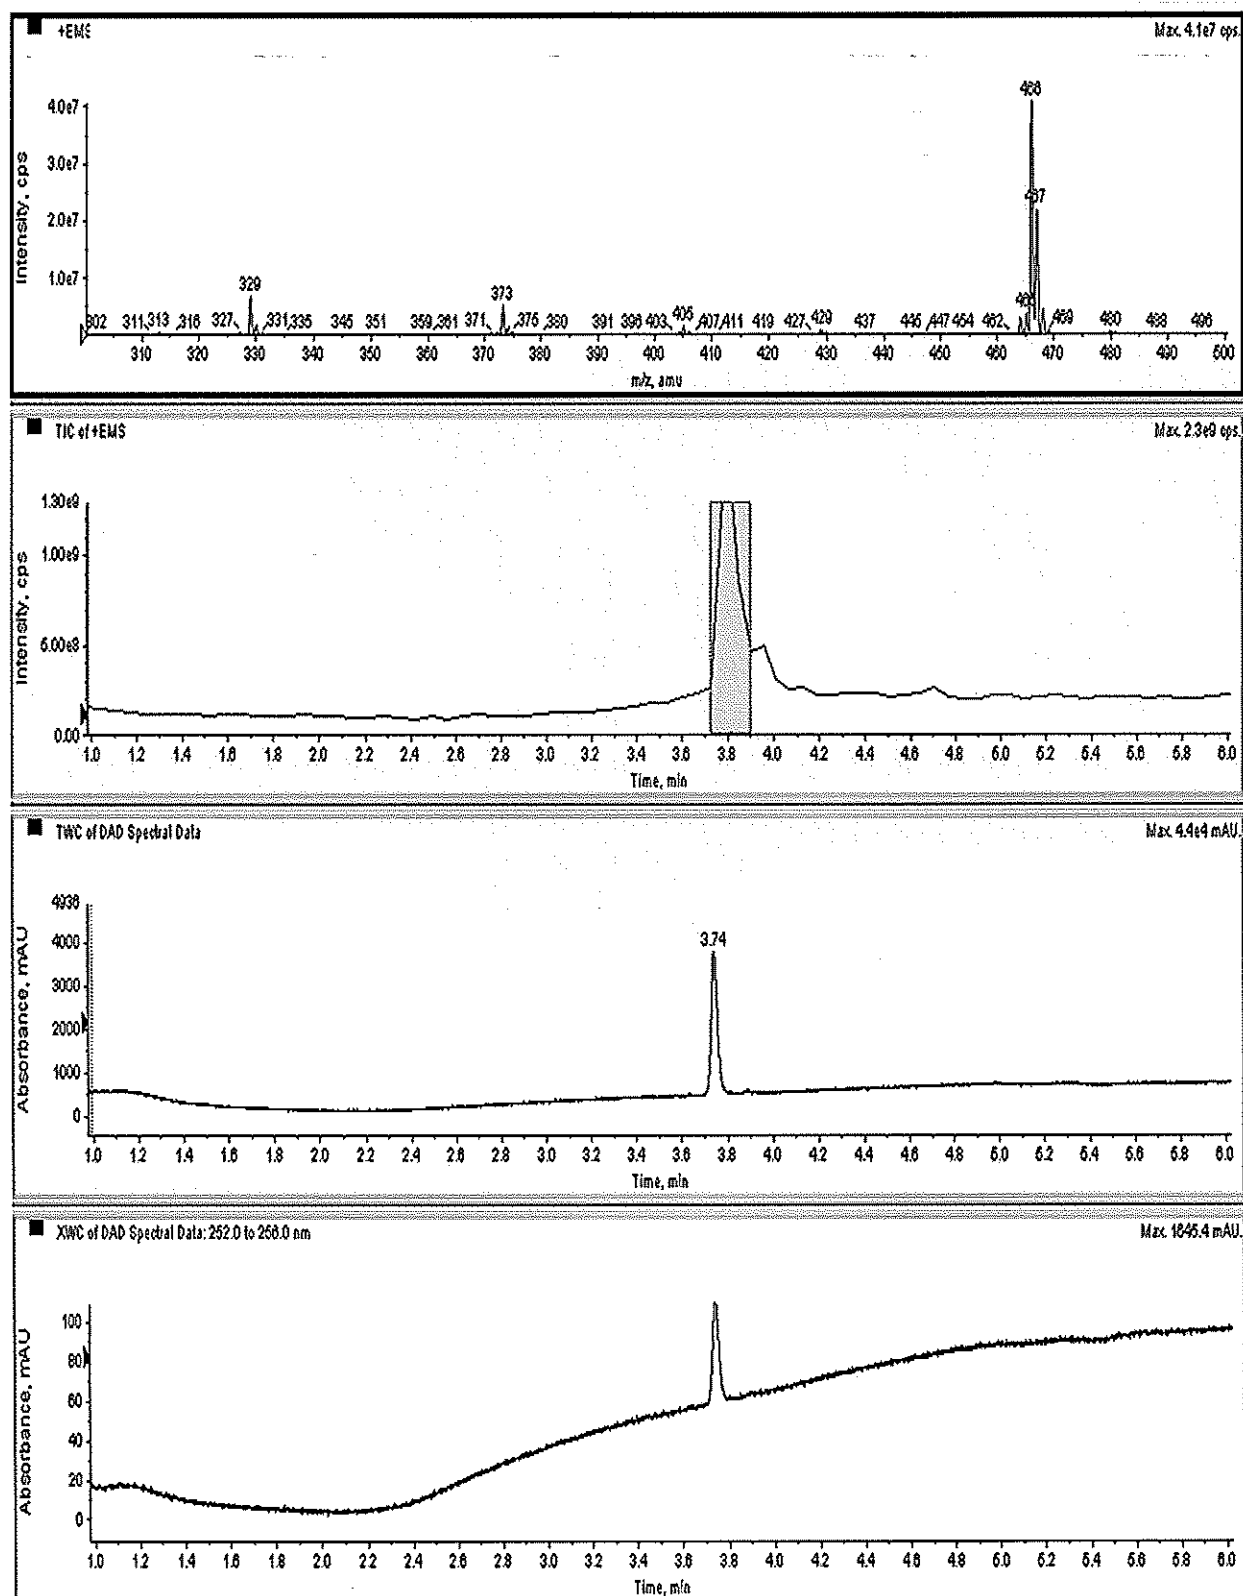 +EMS Max. 4.1e7 cps.
4.0e7
3.0e7
2.0e7
1.0e7
Intensity, cps
466
467
329
373
302 311 313 316 327 331 335 345 351 359 361 371 375 380 391 396 403 405 407 411 419 427 429 437 445 447 454 462 469 480 488 496
310 320 330 340 350 360 370 380 390 400 410 420 430 440 450 460 470 480 490 500
m/z, amu
TIC of +EMS Max. 2.3e9 cps.
1.30e9
1.00e9
5.00e8
0.00
Intensity, cps
1.0 1.2 1.4 1.6 1.8 2.0 2.2 2.4 2.6 2.8 3.0 3.2 3.4 3.6 3.8 4.0 4.2 4.4 4.6 4.8 5.0 5.2 5.4 5.6 5.8 6.0
Time, min
TWC of DAD Spectral Data Max. 4.4e4 mAU.
4936
4000
3000
2000
1000
0
Absorbance, mAU
3.74
1.0 1.2 1.4 1.6 1.8 2.0 2.2 2.4 2.6 2.8 3.0 3.2 3.4 3.6 3.8 4.0 4.2 4.4 4.6 4.8 5.0 5.2 5.4 5.6 5.8 6.0
Time, min
XWC of DAD Spectral Data: 252.0 to 256.0 nm Max. 1645.4 mAU.
100
80
60
40
20
0
Absorbance, mAU
1.0 1.2 1.4 1.6 1.8 2.0 2.2 2.4 2.6 2.8 3.0 3.2 3.4 3.6 3.8 4.0 4.2 4.4 4.6 4.8 5.0 5.2 5.4 5.6 5.8 6.0
Time, min